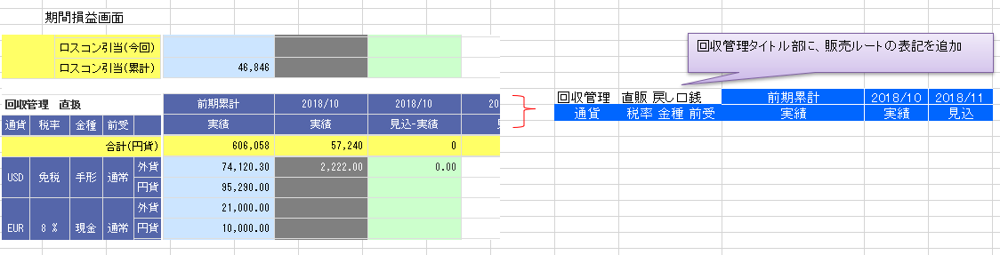 期間損益画面
ロスコン引当(今回)
ロスコン引当(累計) 46,846
回収管理 直扱 前期累計 2018/10 2018/10 20
通貨 税率 金種 前受 実績 実績 見込-実績
合計(円貨) 606,058 57,240 0
USD 免税 手形 通常 外貨 74,120.30 2,222.00 0.00
円貨 95,290.00
EUR 8 % 現金 通常 外貨 21,000.00
円貨 10,000.00
回収管理タイトル部に、販売ルートの表記を追加
回収管理 直販 戻し口銭 前期累計 2018/10 2018/11
通貨 税率 金種 前受 実績 実績 見込